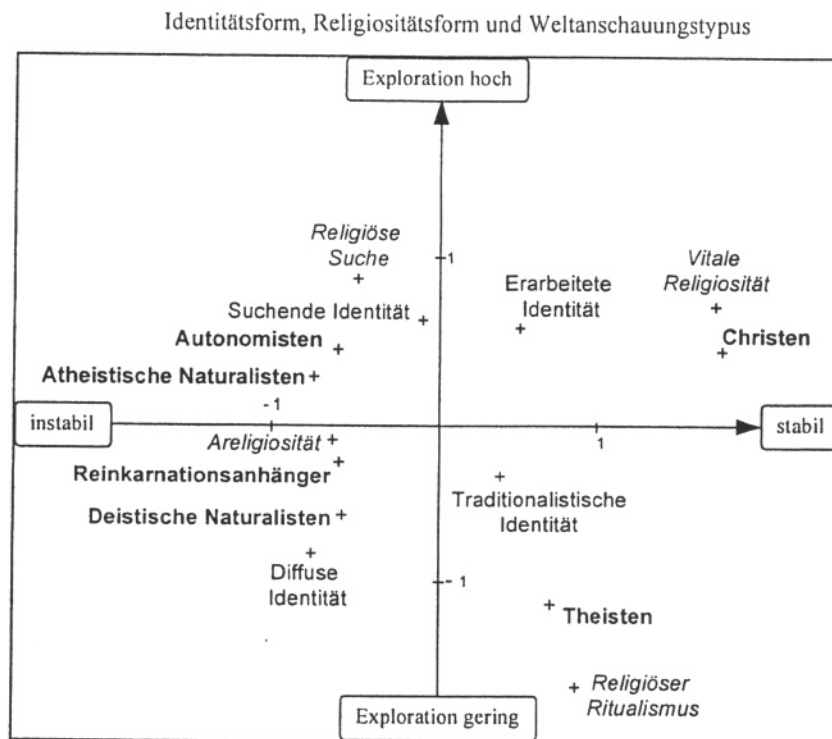 Identitätsform, Religiositätsform und Weltanschauungstypus
Exploration hoch
Religiöse
Suche
1
Vitale
Religiosität
Erarbeitete
Identität
Suchende Identität
Autonomisten
Christen
Atheistische Naturalisten
- 1
instabil
stabil
1
Areligiosität
Reinkarnationsanhänger
Traditionalistische
Identität
Deistische Naturalisten
Diffuse
Identität
- 1
Theisten
Religiöser
Ritualismus
Exploration gering